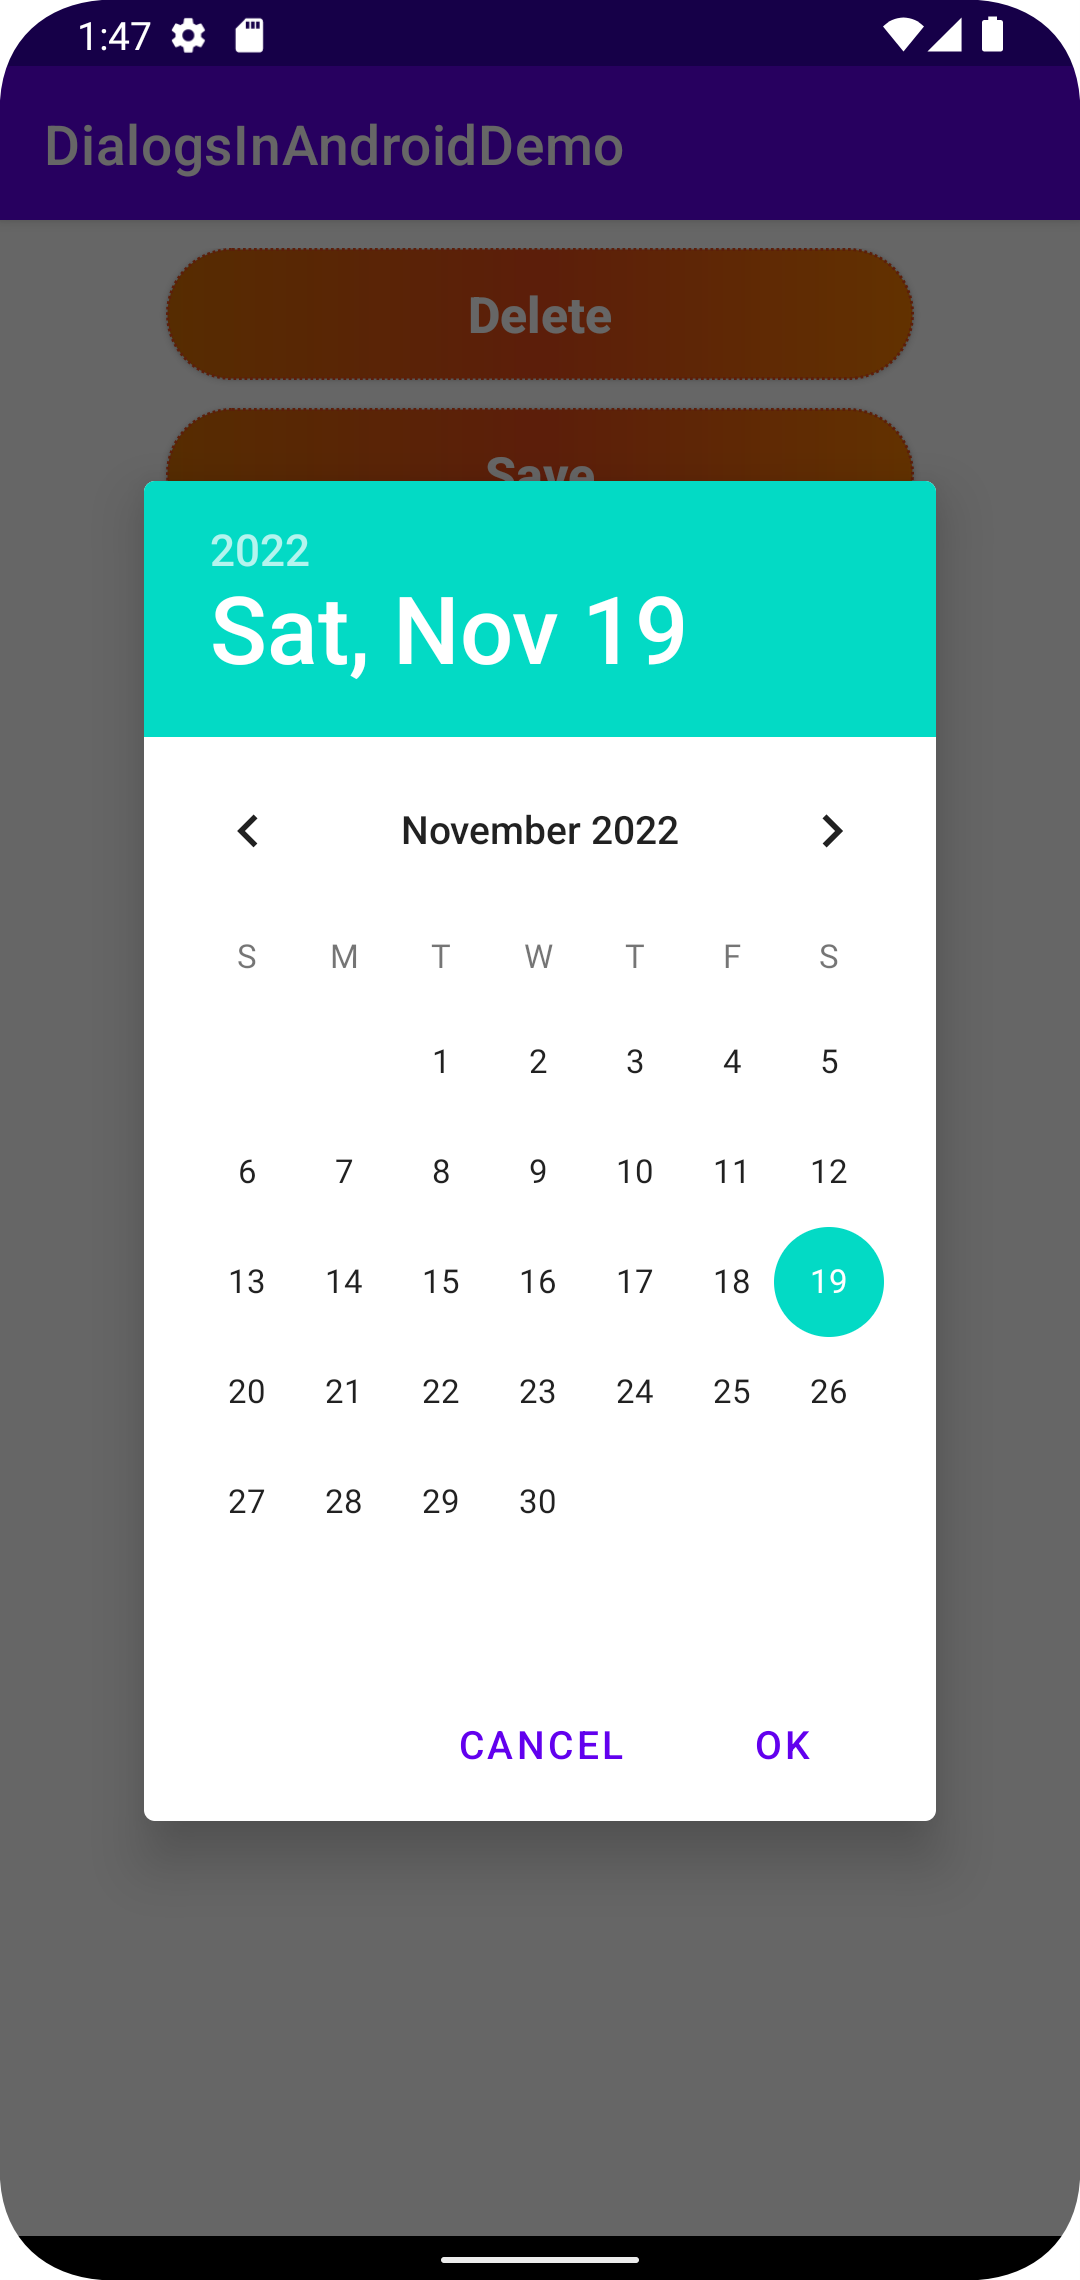 1:47
DialogsInAndroidDemo
Delete
Save
2022
Sat, Nov 19
November 2022
S M T W T F S
1 2 3 4 5
6 7 8 9 10 11 12
13 14 15 16 17 18 19
20 21 22 23 24 25 26
27 28 29 30
CANCEL OK